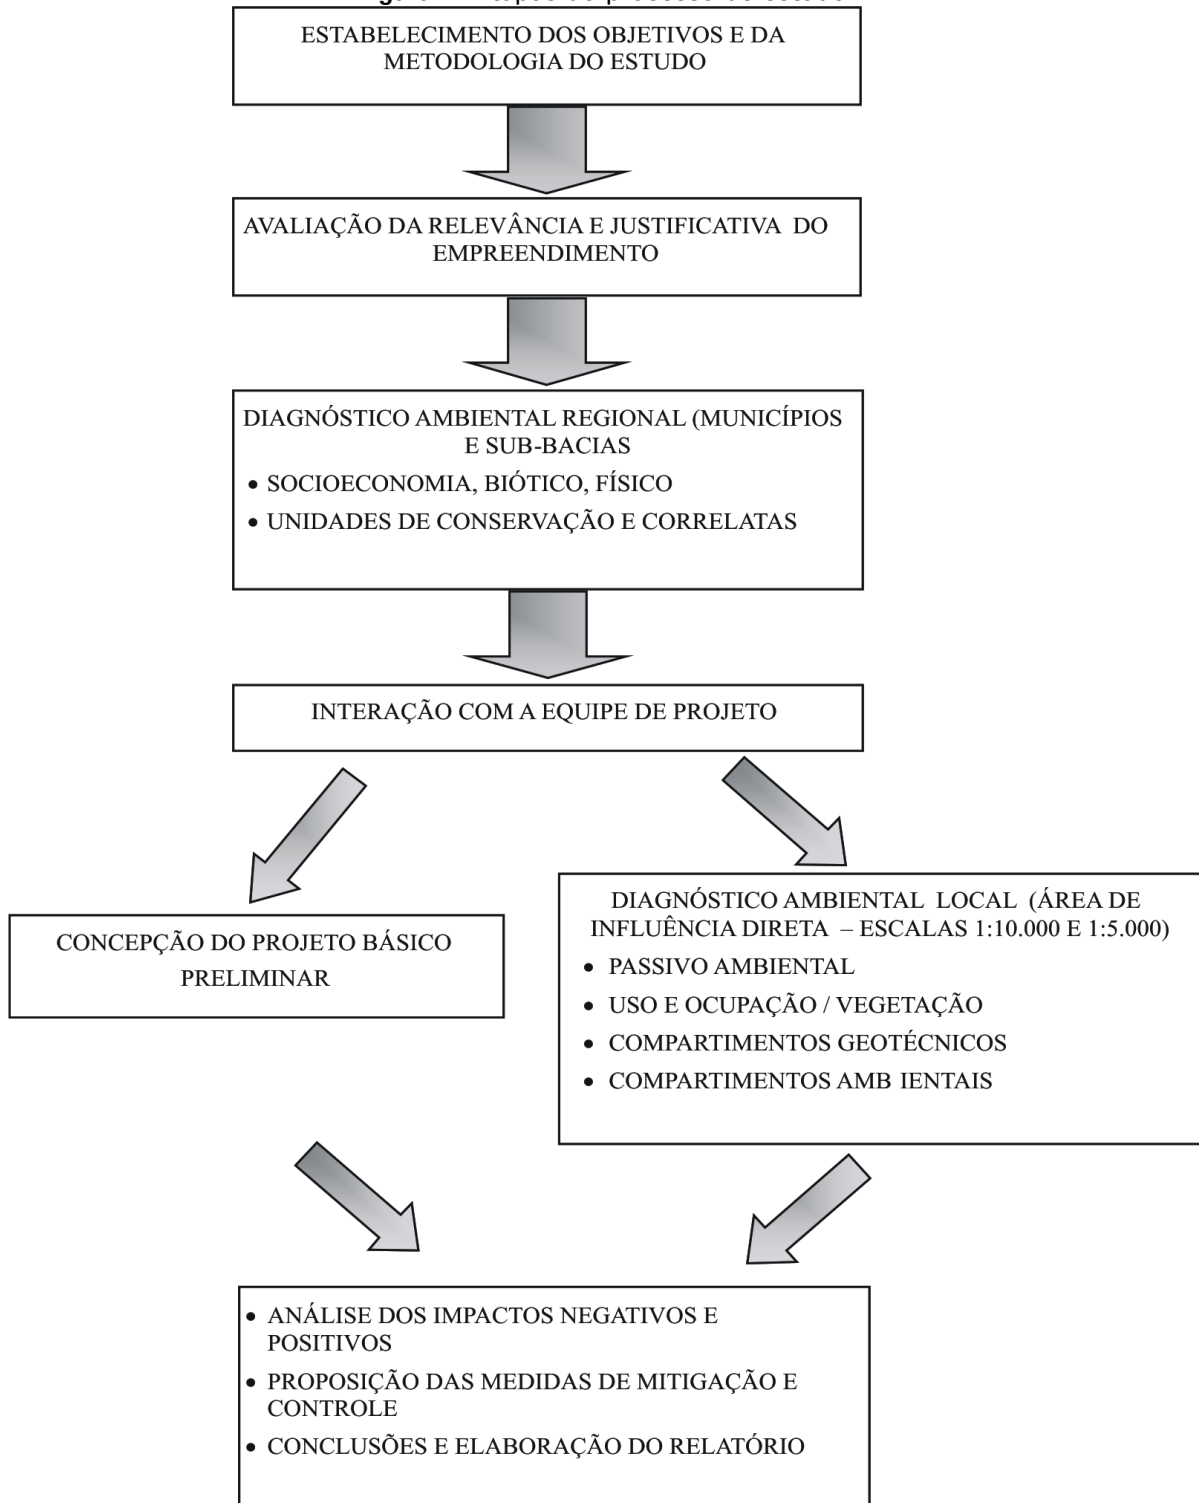 ESTABELECIMENTO DOS OBJETIVOS E DA
METODOLOGIA DO ESTUDO
AVALIAÇÃO DA RELEVÂNCIA E JUSTIFICATIVA DO
EMPREENDIMENTO
DIAGNÓSTICO AMBIENTAL REGIONAL (MUNICÍPIOS
E SUB-BACIAS
• SOCIOECONOMIA, BIÓTICO, FÍSICO
• UNIDADES DE CONSERVAÇÃO E CORRELATAS
INTERAÇÃO COM A EQUIPE DE PROJETO
CONCEPÇÃO DO PROJETO BÁSICO
PRELIMINAR
DIAGNÓSTICO AMBIENTAL LOCAL (ÁREA DE
INFLUÊNCIA DIRETA – ESCALAS 1:10.000 E 1:5.000)
• PASSIVO AMBIENTAL
• USO E OCUPAÇÃO / VEGETAÇÃO
• COMPARTIMENTOS GEOTÉCNICOS
• COMPARTIMENTOS AMB IENTAIS
• ANÁLISE DOS IMPACTOS NEGATIVOS E
POSITIVOS
• PROPOSIÇÃO DAS MEDIDAS DE MITIGAÇÃO E
CONTROLE
• CONCLUSÕES E ELABORAÇÃO DO RELATÓRIO